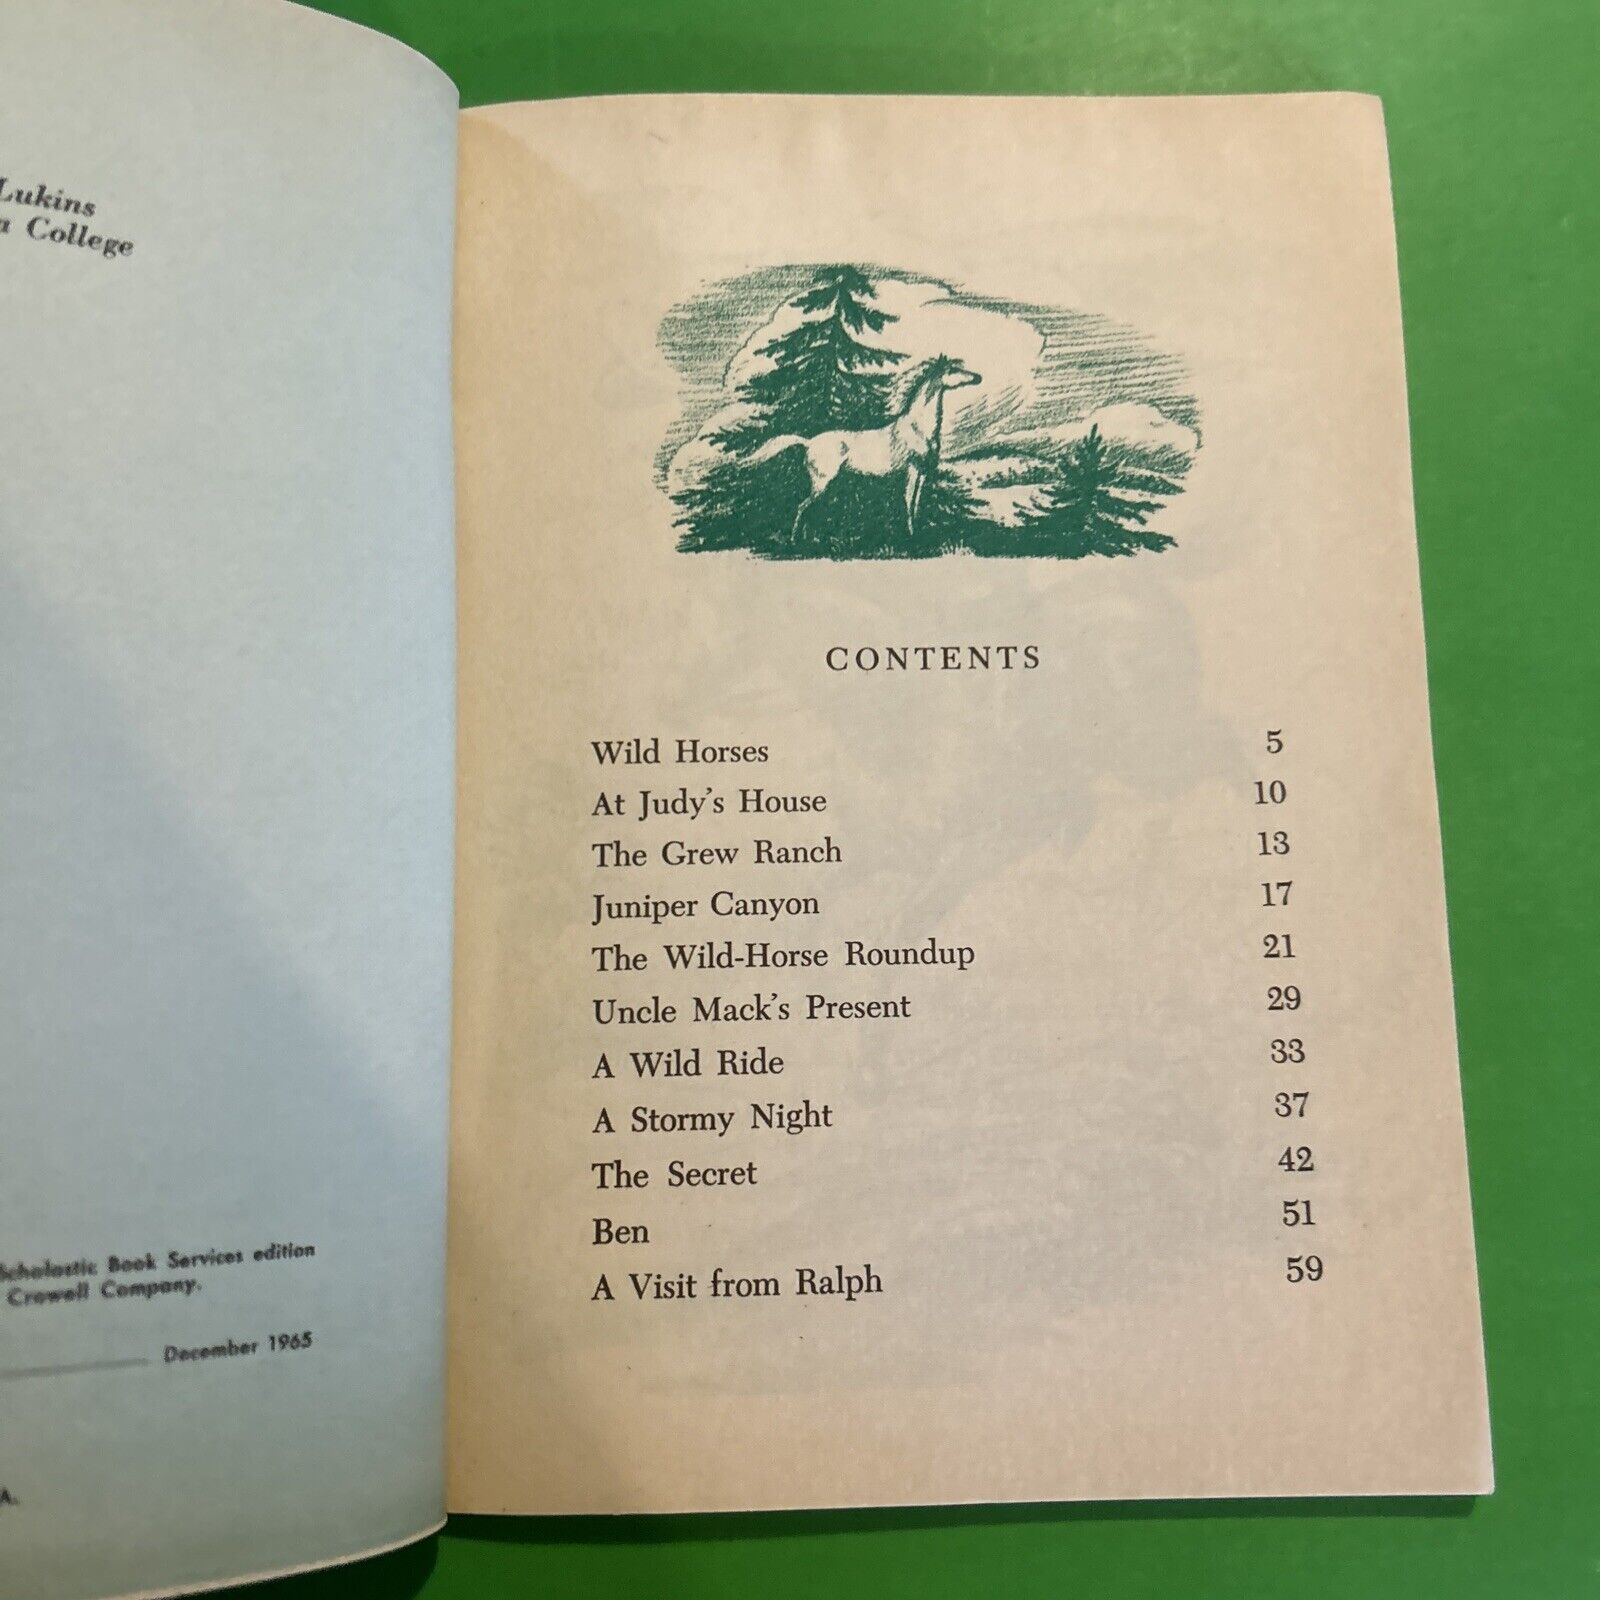 Lukins
a College
Scholastic Book Services edition
Crowell Company.
December 1965
A.
CONTENTS
Wild Horses 5
At Judy's House 10
The Grew Ranch 13
Juniper Canyon 17
The Wild-Horse Roundup 21
Uncle Mack's Present 29
A Wild Ride 33
A Stormy Night 37
The Secret 42
Ben 51
A Visit from Ralph 59